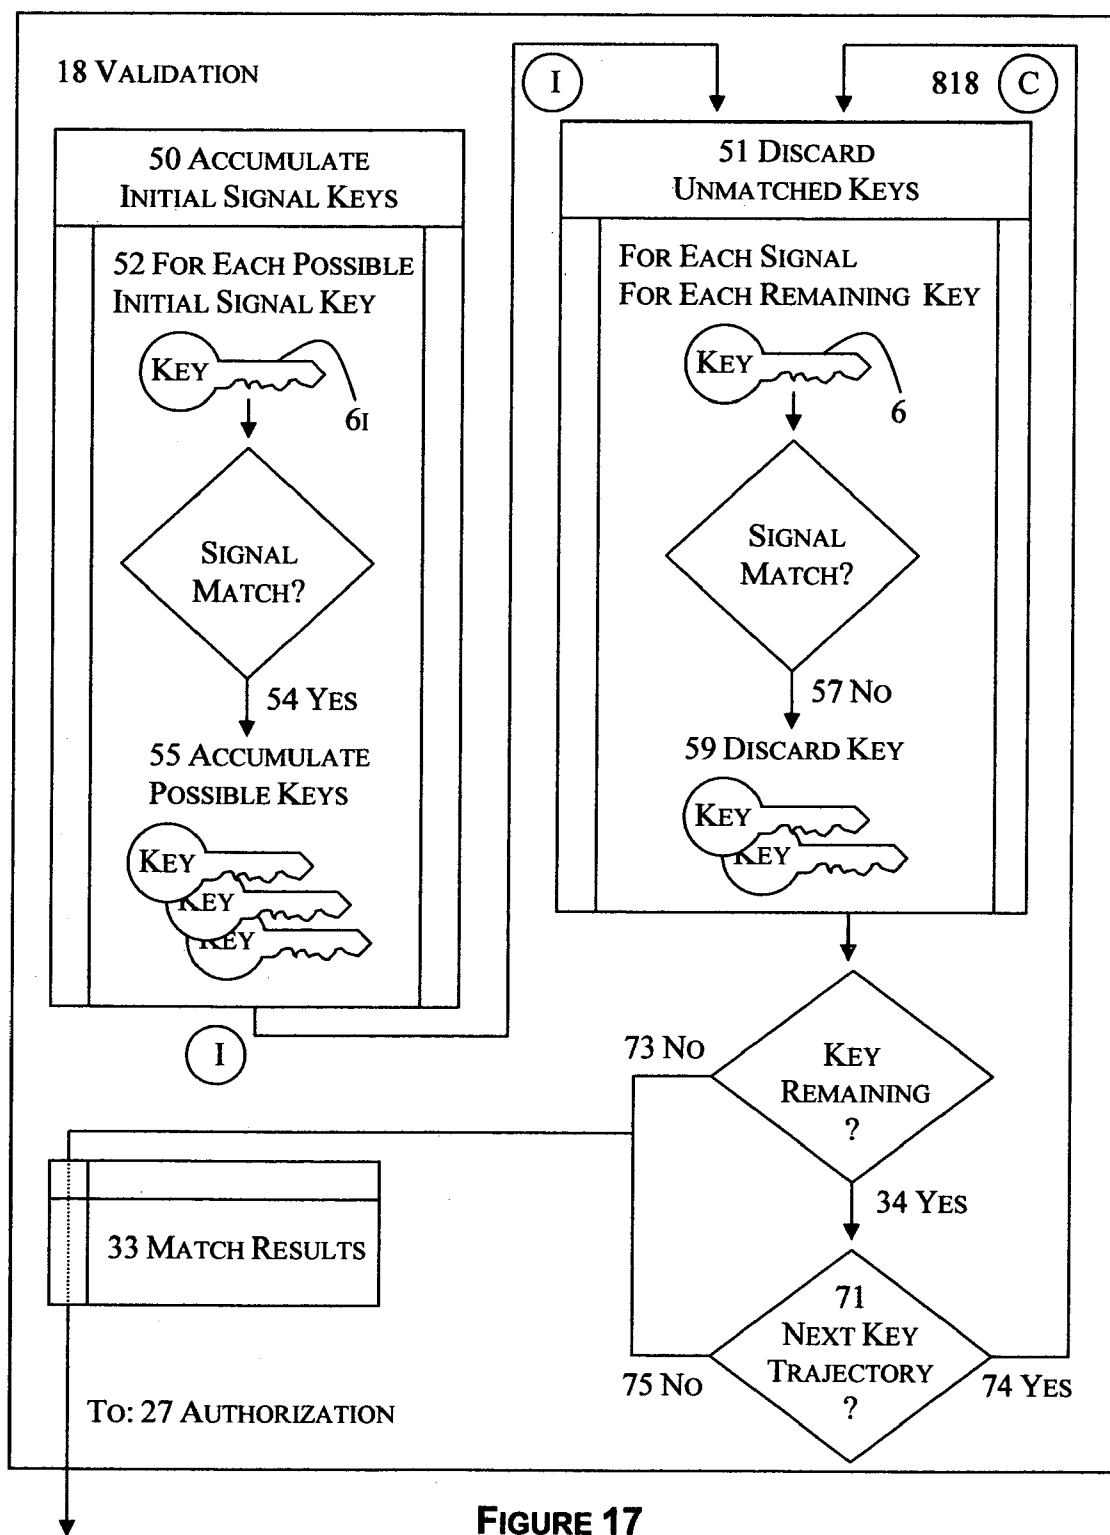 18 VALIDATION
I
818
C
50 ACCUMULATE
INITIAL SIGNAL KEYS
52 FOR EACH POSSIBLE
INITIAL SIGNAL KEY
KEY
6I
SIGNAL
MATCH?
54 YES
55 ACCUMULATE
POSSIBLE KEYS
KEY
KEY
KEY
I
51 DISCARD
UNMATCHED KEYS
FOR EACH SIGNAL
FOR EACH REMAINING KEY
KEY
6
SIGNAL
MATCH?
57 NO
59 DISCARD KEY
KEY
KEY
73 NO
KEY
REMAINING
?
34 YES
33 MATCH RESULTS
71
NEXT KEY
TRAJECTORY
?
75 NO
74 YES
TO: 27 AUTHORIZATION
FIGURE 17